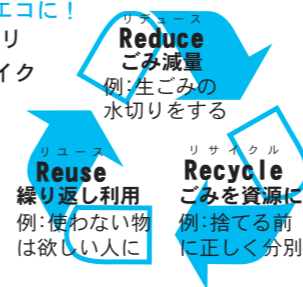 エコに!
リ
イク
リデュース
Reduce
ごみ減量
例:生ごみの
水切りをする
リユース
Reuse
繰り返し利用
例:使わない物
は欲しい人に
リサイクル
Recycle
ごみを資源に
例:捨てる前
に正しく分別